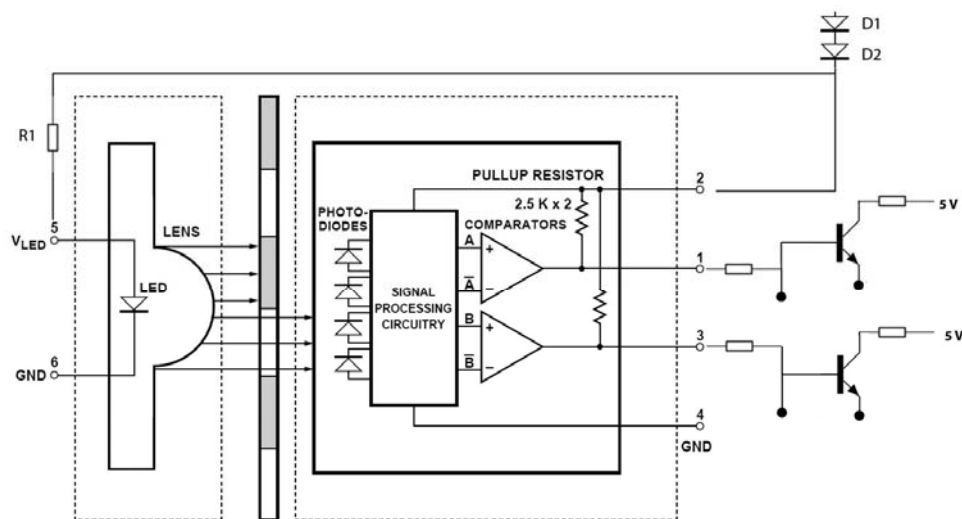 D1
D2
R1
2
PULLUP RESISTOR
2.5 K x 2
5 V
PHOTO-
DIODES
COMPARATORS
5
V_LED
LENS
A
+
1
LED
SIGNAL
PROCESSING
CIRCUITRY
A̅
−
B
+
3
5 V
6
GND
B̅
−
4
GND